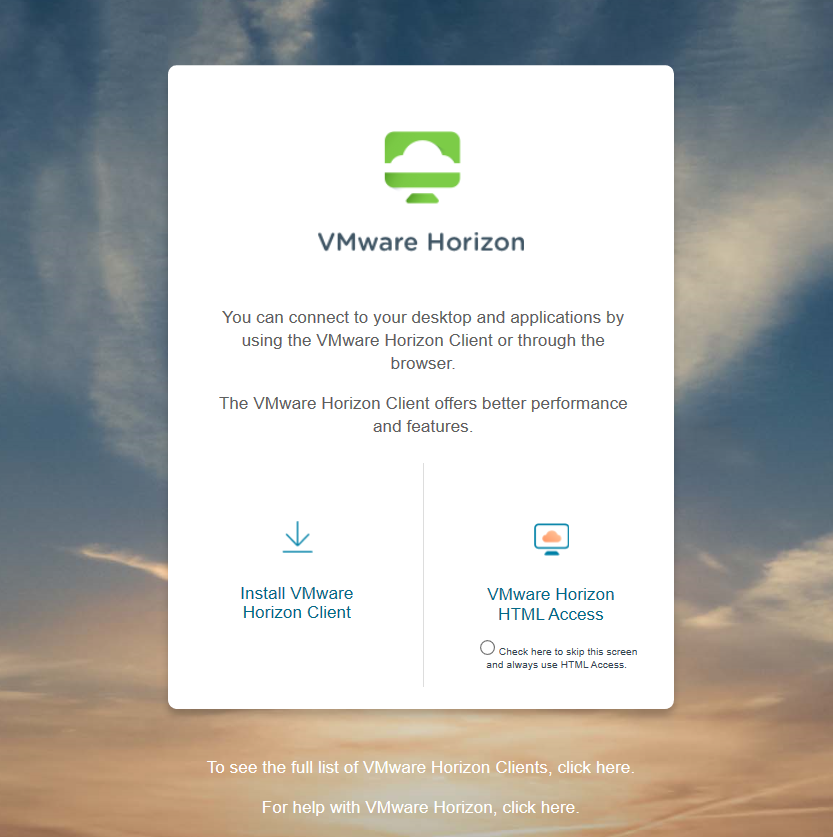 VMware Horizon
You can connect to your desktop and applications by
using the VMware Horizon Client or through the
browser.
The VMware Horizon Client offers better performance
and features.
Install VMware
Horizon Client
VMware Horizon
HTML Access
Check here to skip this screen
and always use HTML Access.
To see the full list of VMware Horizon Clients, click here.
For help with VMware Horizon, click here.